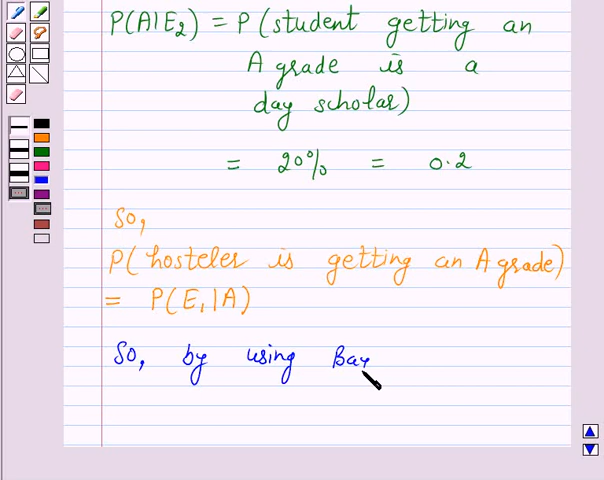 P(A|E₂) = P (student getting an
A grade is a
day scholar)
= 20% = 0.2
So,
P(hosteler is getting an A grade)
= P(E₁|A)
So, by using Bay